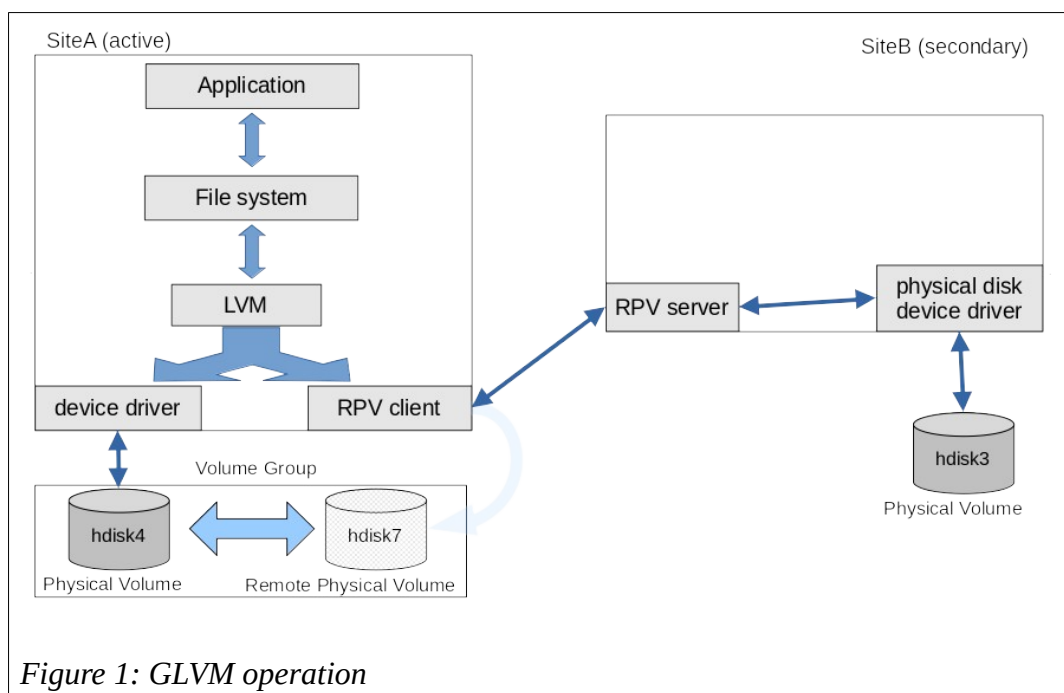 SiteA (active)
SiteB (secondary)
Application
File system
LVM
device driver
RPV client
RPV server
physical disk
device driver
Volume Group
hdisk4
hdisk7
hdisk3
Physical Volume
Remote Physical Volume
Physical Volume
Figure 1: GLVM operation